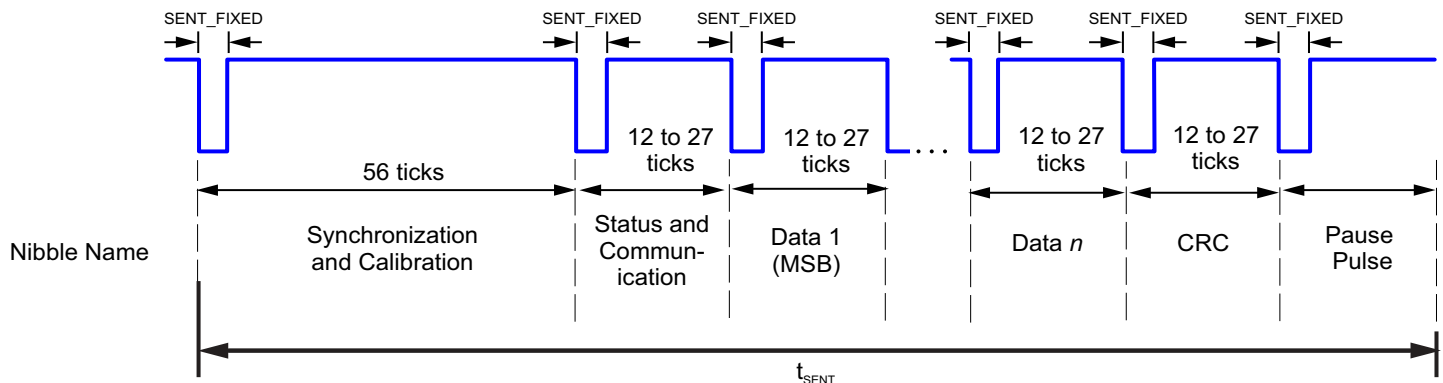 SENT_FIXED SENT_FIXED SENT_FIXED SENT_FIXED SENT_FIXED SENT_FIXED
12 to 27
ticks
12 to 27
ticks
. . .
12 to 27
ticks
12 to 27
ticks
56 ticks
Nibble Name
Synchronization
and Calibration
Status and
Commun-
ication
Data 1
(MSB)
Data n
CRC
Pause
Pulse
tSENT